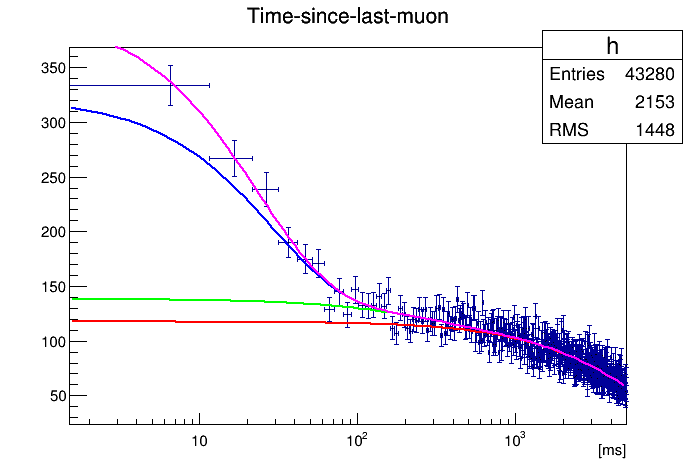 Time-since-last-muon
h
Entries 43280
Mean 2153
RMS 1448
350
300
250
200
150
100
50
10 10² 10³
[ms]